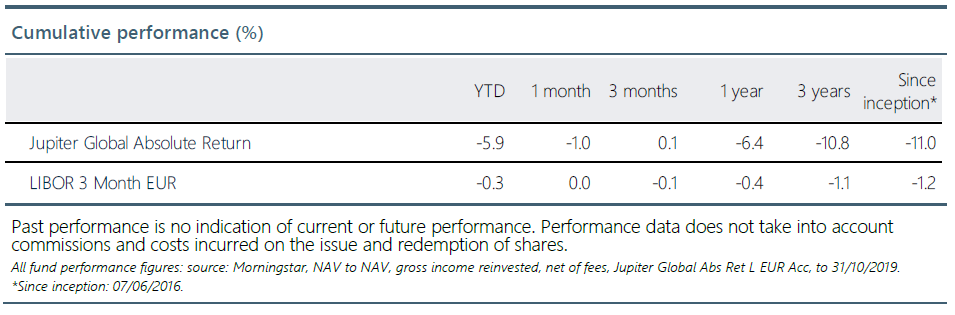 Cumulative performance (%)
YTD 1 month 3 months 1 year 3 years Since inception*
Jupiter Global Absolute Return -5.9 -1.0 0.1 -6.4 -10.8 -11.0
LIBOR 3 Month EUR -0.3 0.0 -0.1 -0.4 -1.1 -1.2
Past performance is no indication of current or future performance. Performance data does not take into account
commissions and costs incurred on the issue and redemption of shares.
All fund performance figures: source: Morningstar, NAV to NAV, gross income reinvested, net of fees, Jupiter Global Abs Ret L EUR Acc, to 31/10/2019.
*Since inception: 07/06/2016.